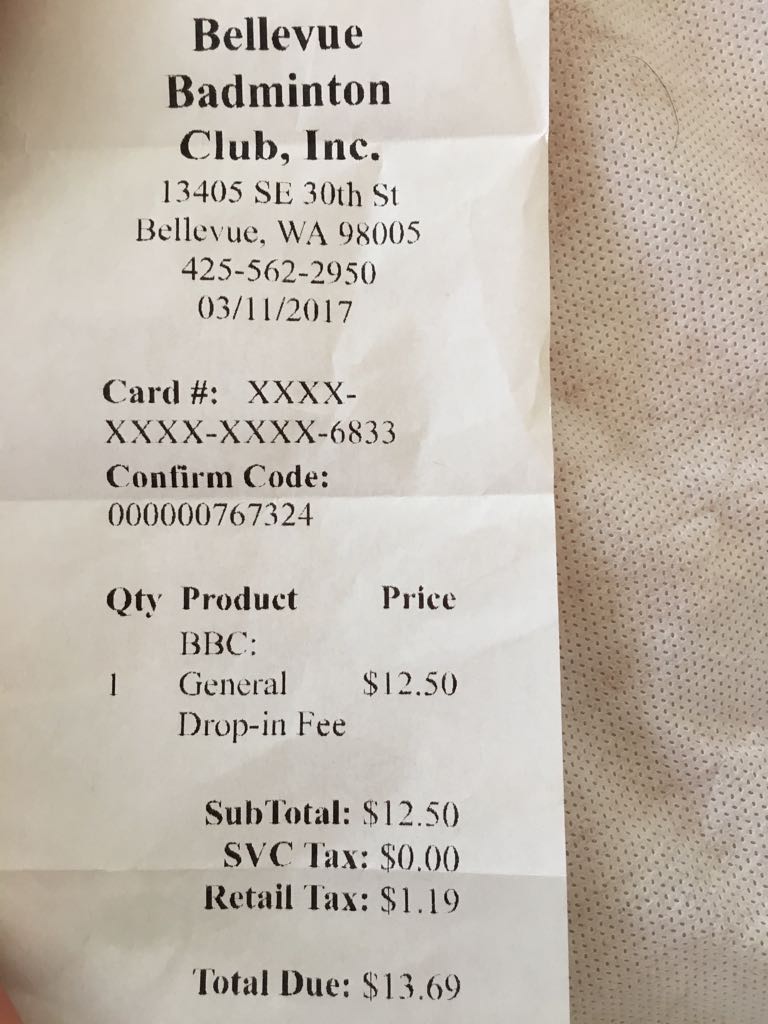 Bellevue
Badminton
Club, Inc.
13405 SE 30th St
Bellevue, WA 98005
425-562-2950
03/11/2017
Card #: XXXX-
XXXX-XXXX-6833
Confirm Code:
000000767324
Qty Product Price
BBC:
1 General $12.50
Drop-in Fee
SubTotal: $12.50
SVC Tax: $0.00
Retail Tax: $1.19
Total Due: $13.69